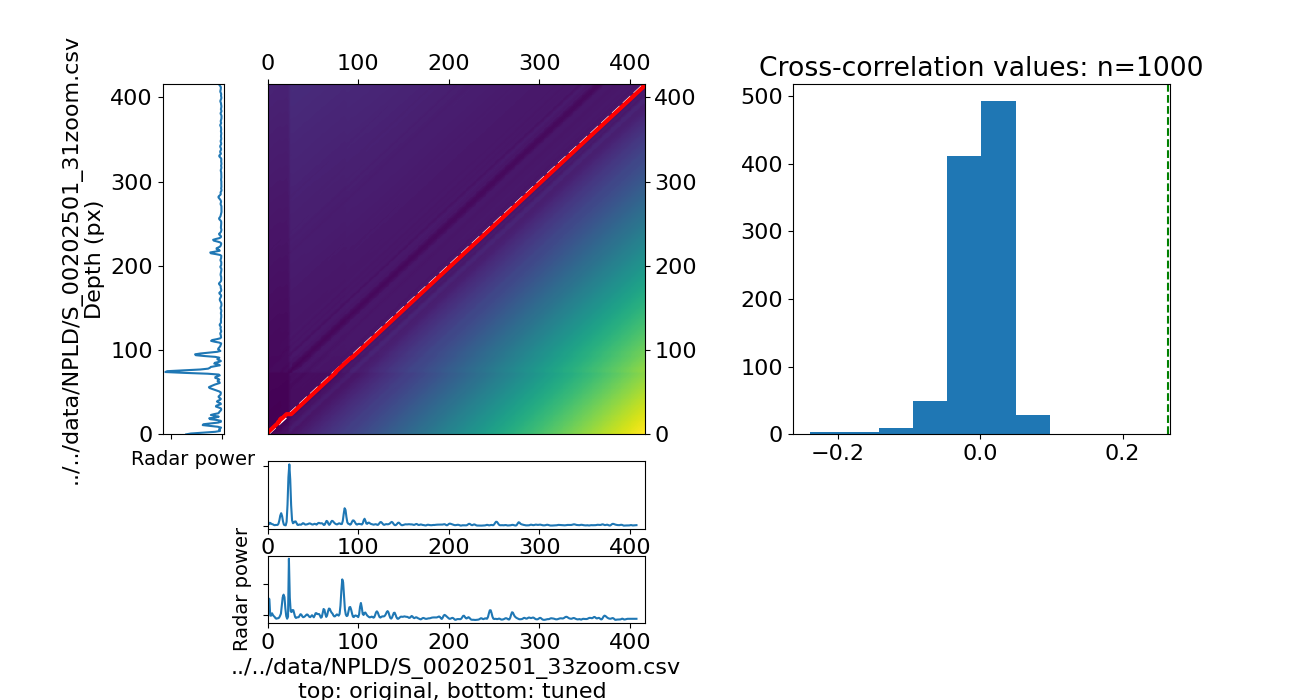 0 100 200 300 400
Cross-correlation values: n=1000
../../data/NPLD/S_00202501_31zoom.csv
Depth (px)
400
300
200
100
0
400
300
200
100
0
500
400
300
200
100
0
−0.2 0.0 0.2
Radar power
0 100 200 300 400
Radar power
0 100 200 300 400
../../data/NPLD/S_00202501_33zoom.csv
top: original, bottom: tuned